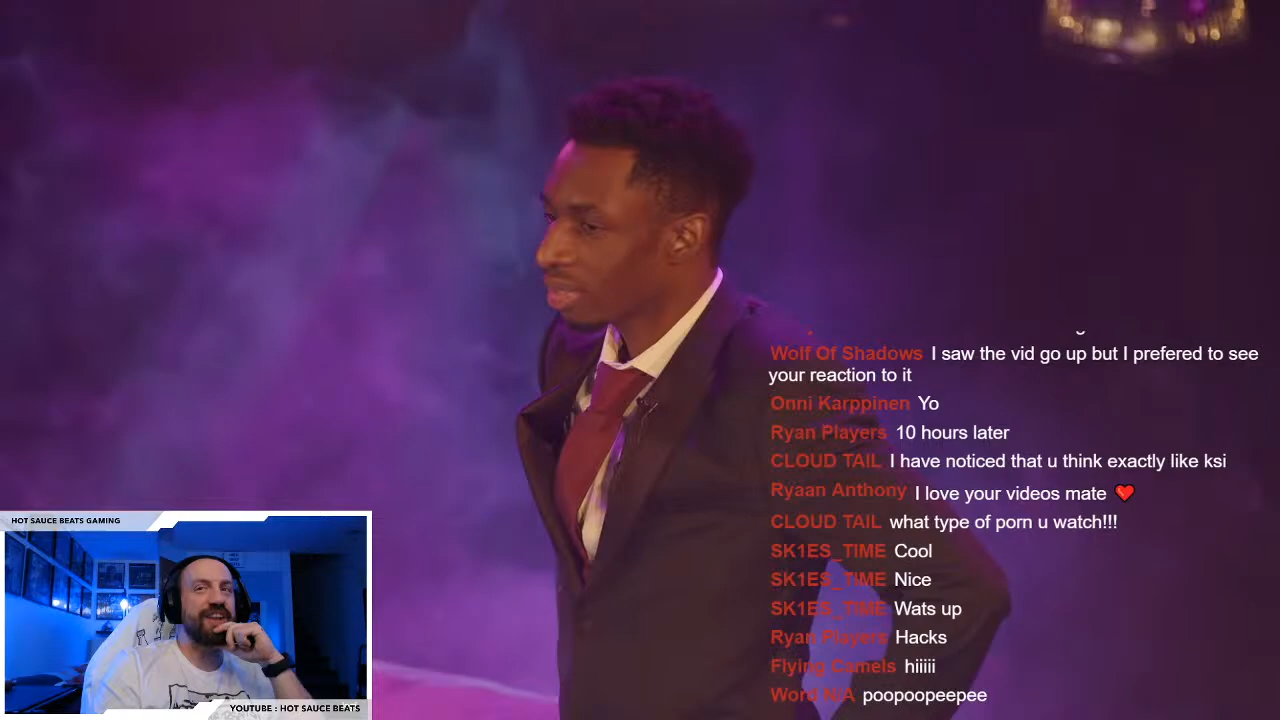 Wolf Of Shadows I saw the vid go up but I prefered to see
your reaction to it
Onni Karppinen Yo
Ryan Players 10 hours later
CLOUD TAIL I have noticed that u think exactly like ksi
Ryaan Anthony I love your videos mate ❤️
CLOUD TAIL what type of porn u watch!!!
SK1ES_TIME Cool
SK1ES_TIME Nice
SK1ES_TIME Wats up
Ryan Players Hacks
Flying Camels hiiiii
Word N/A poopoopeepee
HOT SAUCE BEATS GAMING
YOUTUBE : HOT SAUCE BEATS